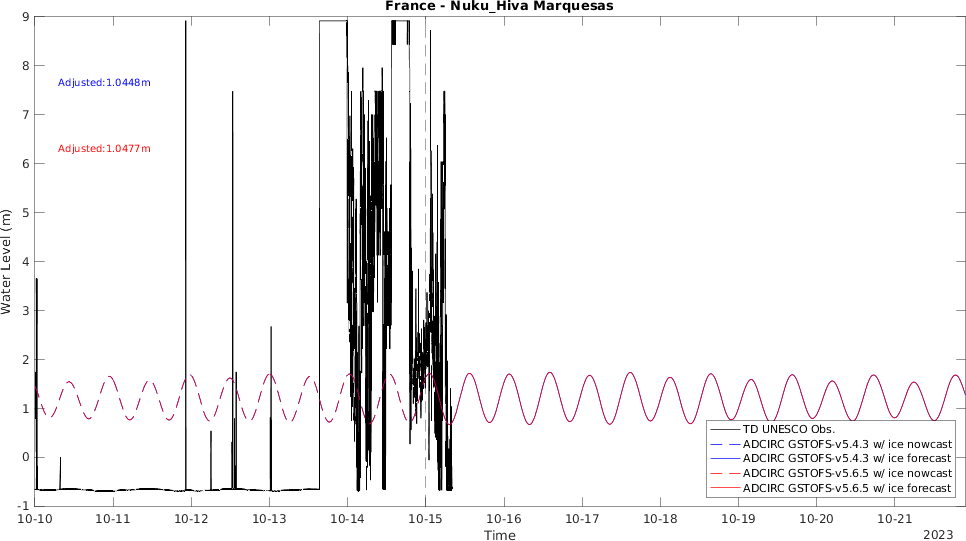 France - Nuku_Hiva Marquesas
9
8
7
6
5
4
3
2
1
0
-1
Water Level (m)
Adjusted:1.0448m
Adjusted:1.0477m
TD UNESCO Obs.
ADCIRC GSTOFS-v5.4.3 w/ ice nowcast
ADCIRC GSTOFS-v5.4.3 w/ ice forecast
ADCIRC GSTOFS-v5.6.5 w/ ice nowcast
ADCIRC GSTOFS-v5.6.5 w/ ice forecast
10-10 10-11 10-12 10-13 10-14 10-15 10-16 10-17 10-18 10-19 10-20 10-21
Time
2023